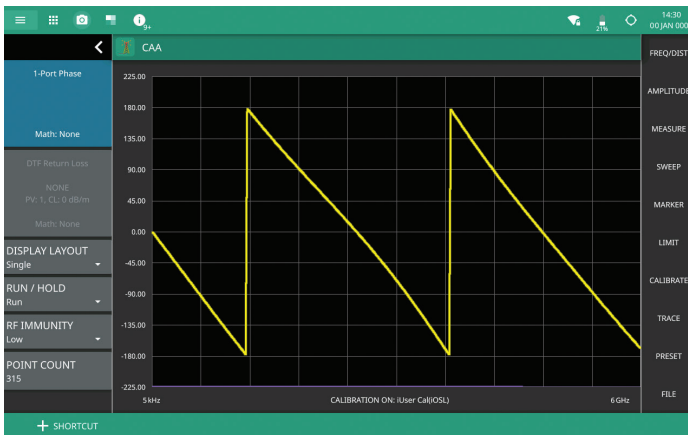 9+
21%
14:30
00 JAN 000
CAA
1-Port Phase
Math: None
DTF Return Loss
NONE
PV: 1, CL: 0 dB/m
Math: None
DISPLAY LAYOUT
Single
RUN / HOLD
Run
RF IMMUNITY
Low
POINT COUNT
315
225.00
180.00
135.00
90.00
45.00
0.00
-45.00
-90.00
-135.00
-180.00
-225.00
5 kHz
CALIBRATION ON: iUser Cal(iOSL)
6 GHz
FREQ/DIST
AMPLITUDE
MEASURE
SWEEP
MARKER
LIMIT
CALIBRATE
TRACE
PRESET
FILE
+ SHORTCUT